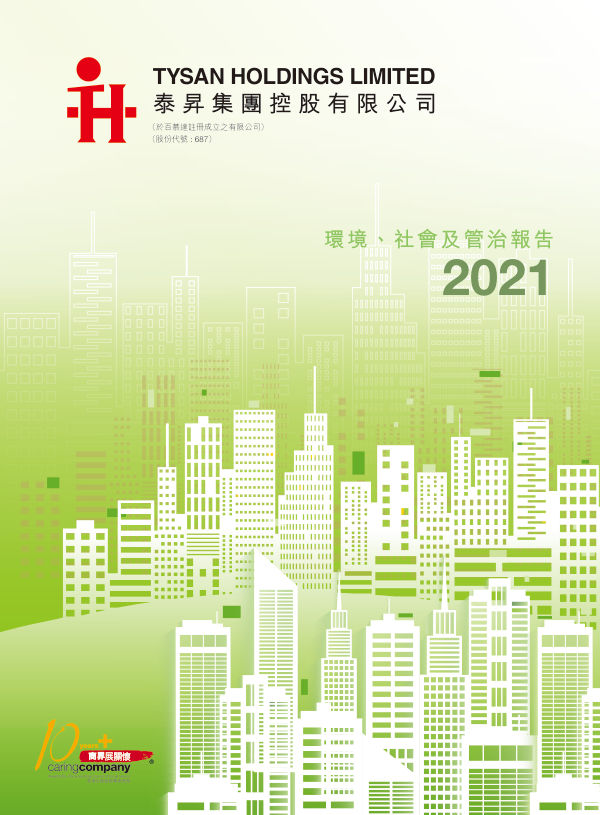 TYSAN HOLDINGS LIMITED
泰昇集團控股有限公司
(於百慕達註冊成立之有限公司)
(股份代號 : 687)
環境、社會及管治報告
2021
10 years+
商界展關懷
caringcompany®